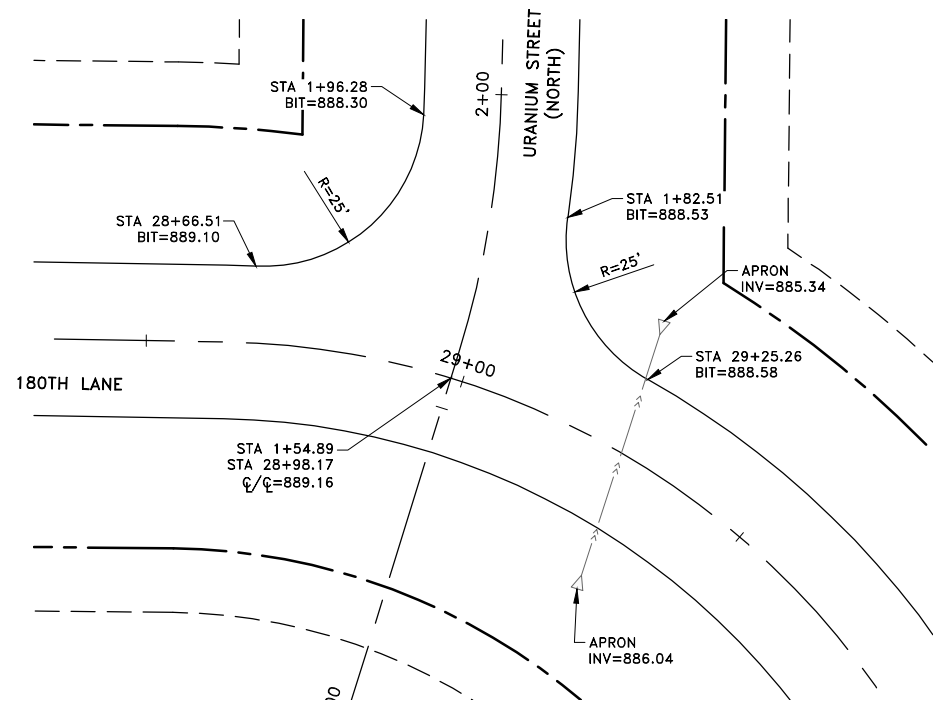 URANIUM STREET
(NORTH)
2+00
STA 1+96.28
BIT=888.30
R=25'
STA 28+66.51
BIT=889.10
STA 1+82.51
BIT=888.53
R=25'
APRON
INV=885.34
29+00
STA 29+25.26
BIT=888.58
180TH LANE
STA 1+54.89
STA 28+98.17
℄/℄=889.16
APRON
INV=886.04